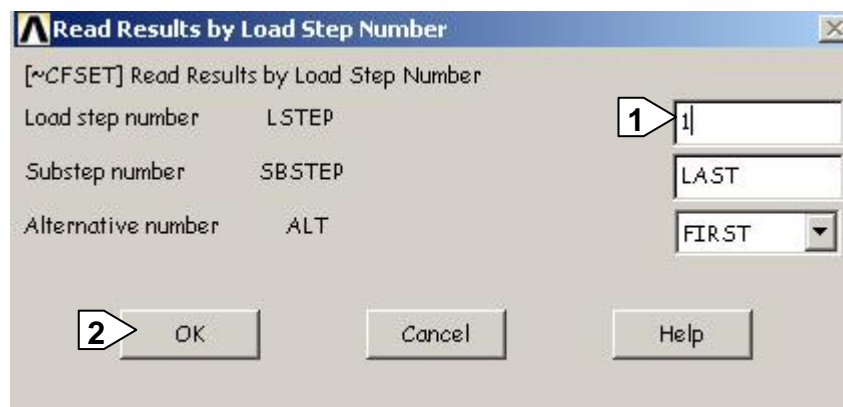 Read Results by Load Step Number
[~CFSET] Read Results by Load Step Number
Load step number LSTEP 1 1
Substep number SBSTEP LAST
Alternative number ALT FIRST
2 OK Cancel Help